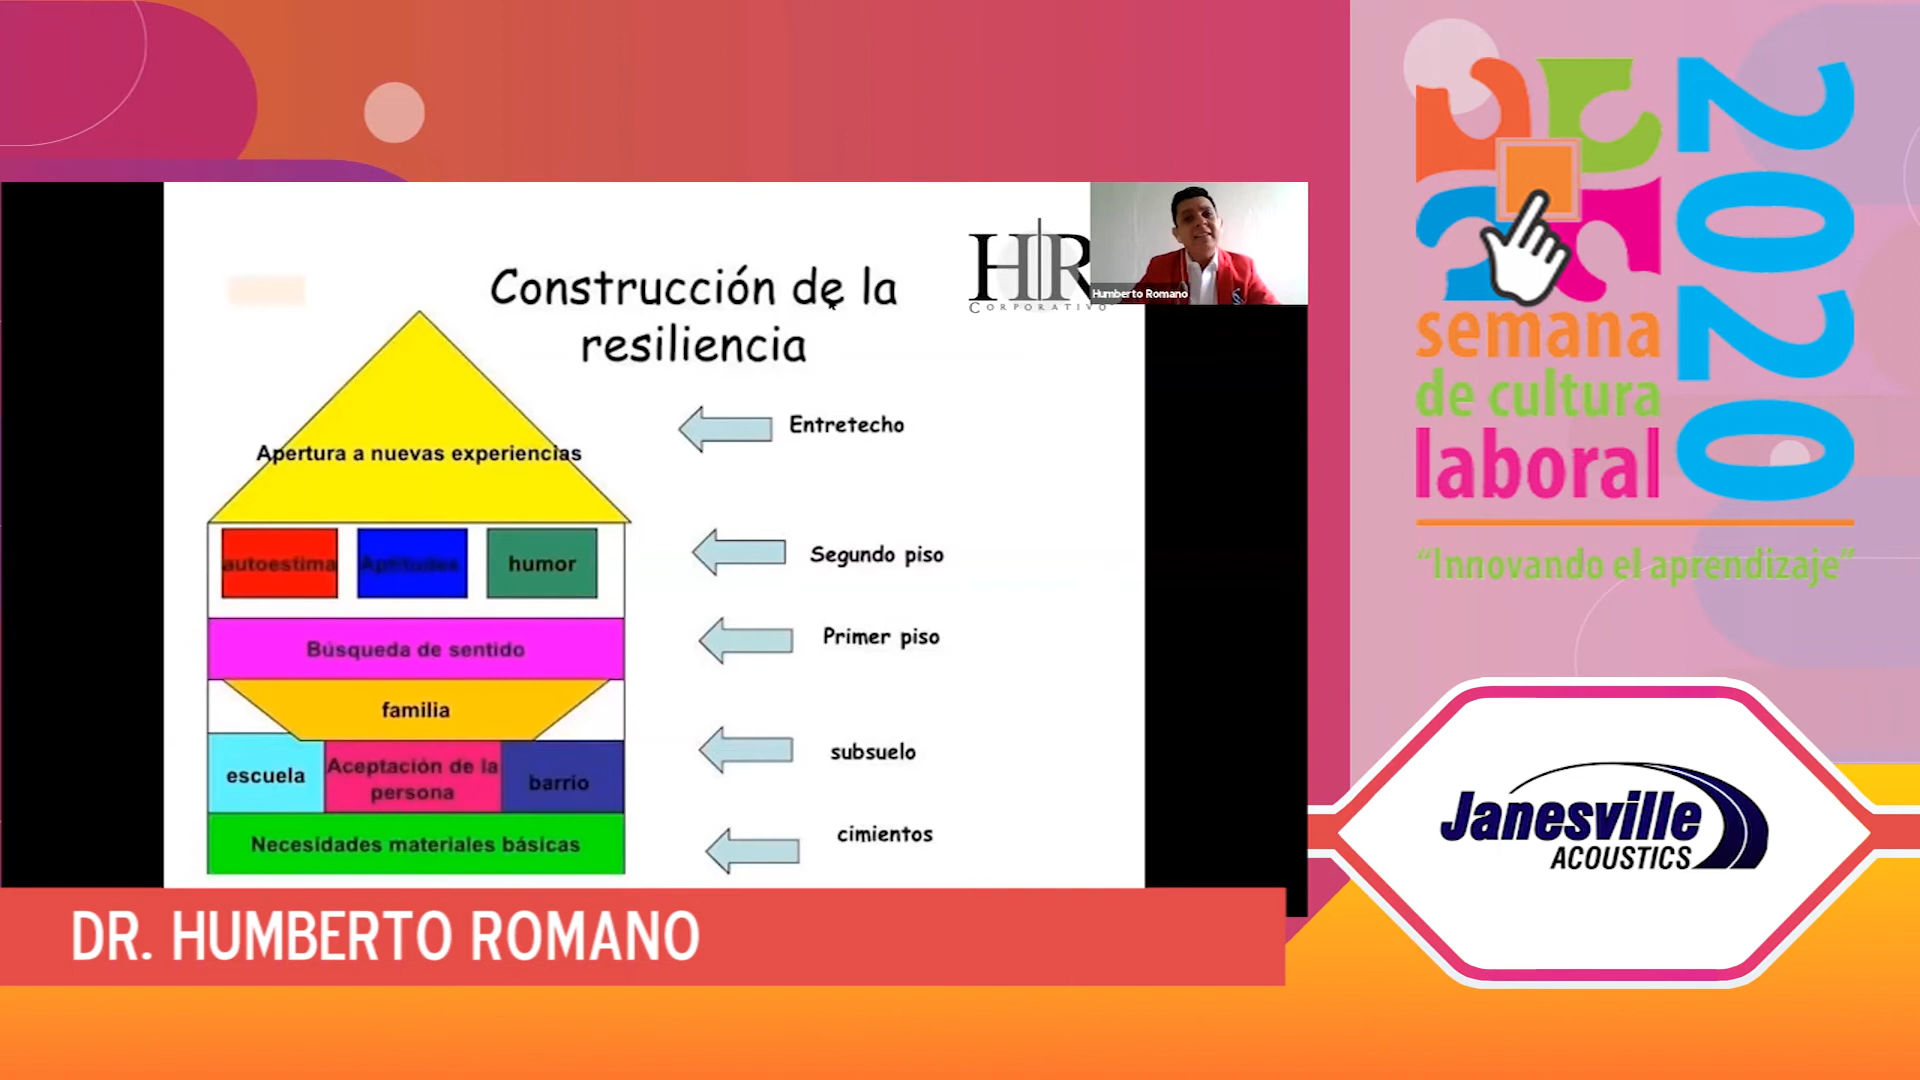 Construcción de la
resiliencia
HR
CORPORATIVO
Humberto Romano
Apertura a nuevas experiencias
Entretecho
autoestima
Aptitudes
humor
Segundo piso
Búsqueda de sentido
Primer piso
familia
escuela
Aceptación de la
persona
barrio
subsuelo
Necesidades materiales básicas
cimientos
DR. HUMBERTO ROMANO
semana
de cultura
laboral
2020
“Innovando el aprendizaje”
Janesville
ACOUSTICS